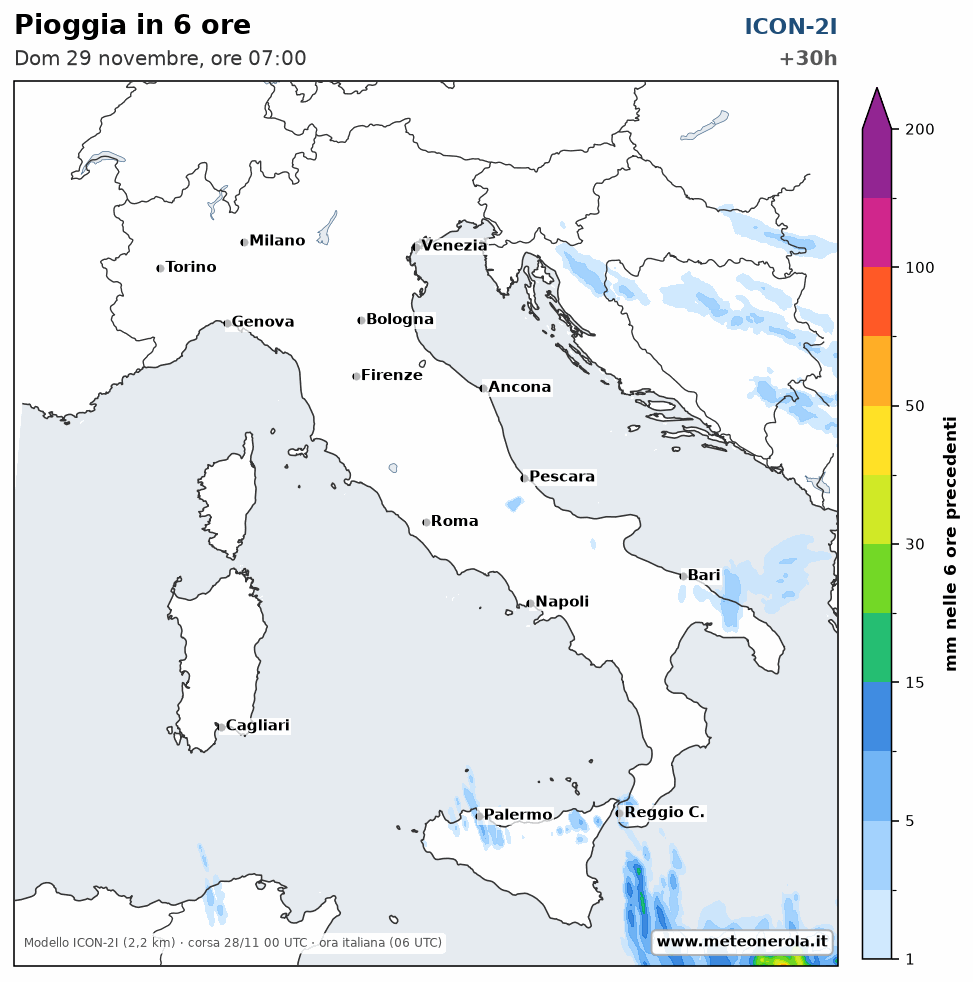 Pioggia in 6 ore
ICON-2I
Dom 29 novembre, ore 07:00
+30h
200
Milano
Venezia
Torino
100
Genova
Bologna
Firenze
Ancona
50
Pescara
Roma
30
Bari
Napoli
mm nelle 6 ore precedenti
15
Cagliari
Palermo
Reggio C.
5
Modello ICON-2I (2,2 km) · corsa 28/11 00 UTC · ora italiana (06 UTC)
www.meteonerola.it
1